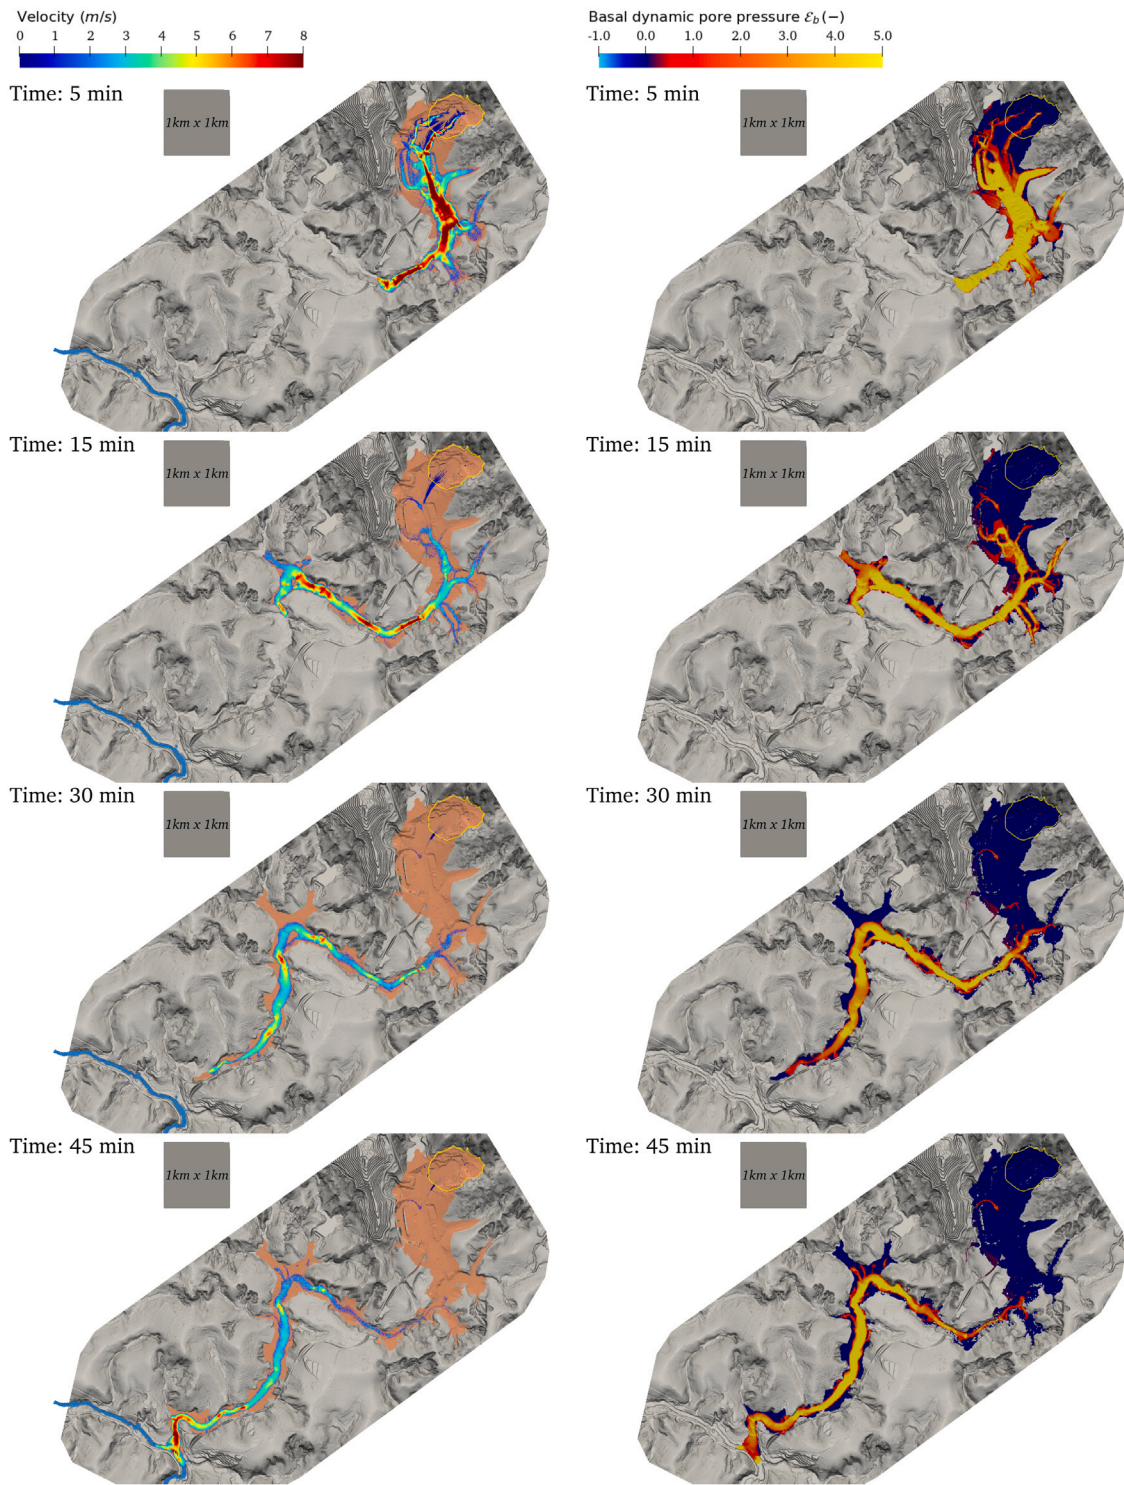 Velocity (m/s)
0 1 2 3 4 5 6 7 8
Basal dynamic pore pressure ℰb(−)
-1.0 0.0 1.0 2.0 3.0 4.0 5.0
Time: 5 min
1km x 1km
Time: 5 min
1km x 1km
Time: 15 min
1km x 1km
Time: 15 min
1km x 1km
Time: 30 min
1km x 1km
Time: 30 min
1km x 1km
Time: 45 min
1km x 1km
Time: 45 min
1km x 1km